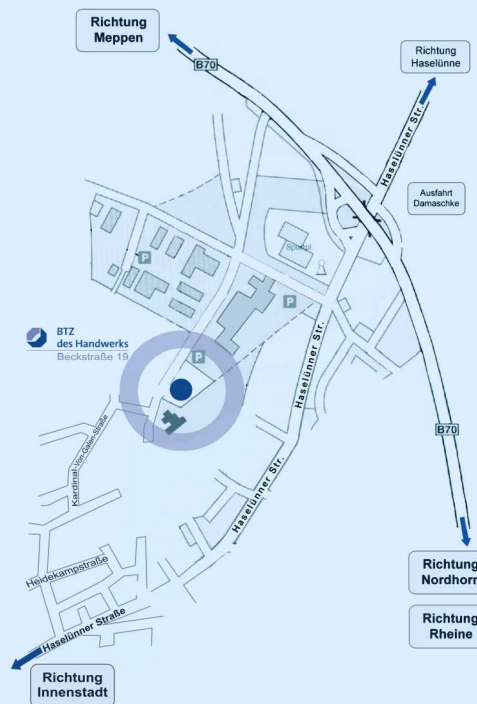 Richtung
Meppen
B70
Richtung
Haselünne
Haselünner Str.
Ausfahrt
Damaschke
Sportpl.
P
P
P
BTZ
des Handwerks
Beckstraße 19
Haselünner Str.
B70
Kardinal-von-Galen-Straße
Haselünner Str.
Heidekampstraße
Haselünner Straße
Richtung
Nordhorn
Richtung
Rheine
Richtung
Innenstadt